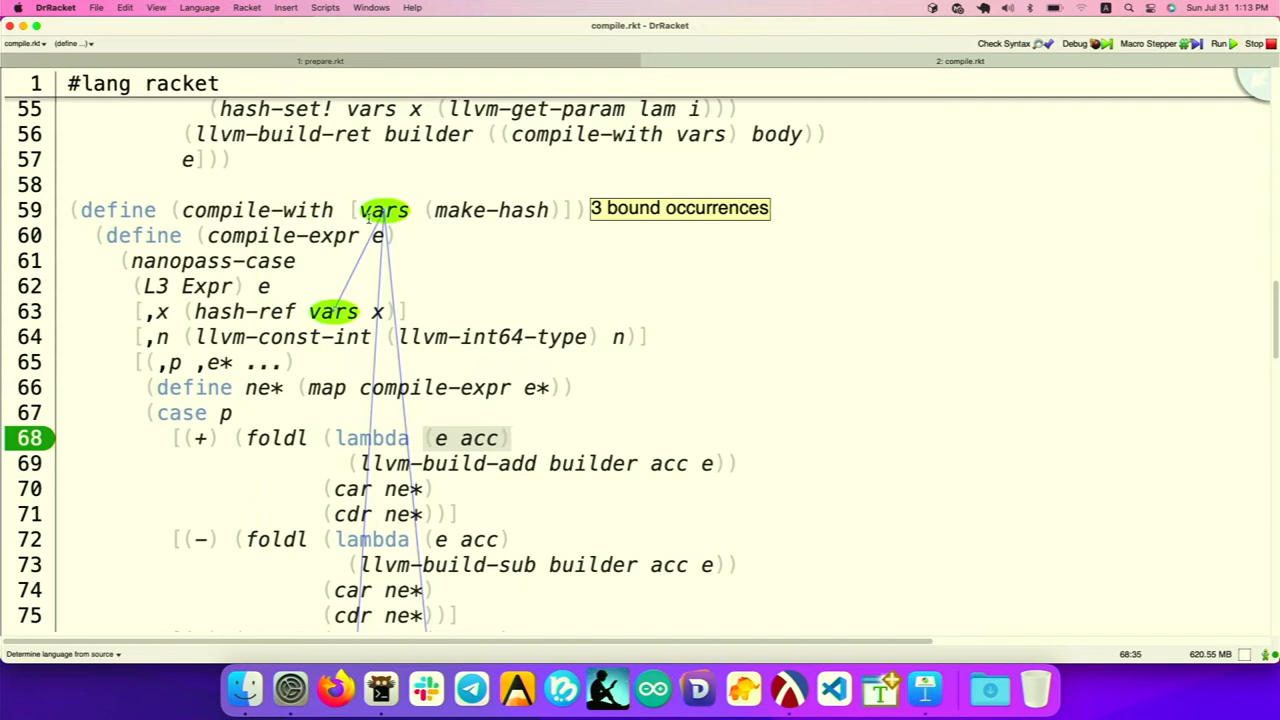 DrRacket File Edit View Language Racket Insert Scripts Windows Help A Sun Jul 31 1:13 PM
compile.rkt - DrRacket
compile.rkt▾ (define ...)▾ Check Syntax Debug Macro Stepper Run Stop
1: prepare.rkt 2: compile.rkt
1 #lang racket
55 (hash-set! vars x (llvm-get-param lam i)))
56 (llvm-build-ret builder ((compile-with vars) body))
57 e]))
58
59 (define (compile-with [vars (make-hash)]) 3 bound occurrences
60 (define (compile-expr e)
61 (nanopass-case
62 (L3 Expr) e
63 [,x (hash-ref vars x)]
64 [,n (llvm-const-int (llvm-int64-type) n)]
65 [(,p ,e* ...)
66 (define ne* (map compile-expr e*))
67 (case p
68 [(+) (foldl (lambda (e acc)
69 (llvm-build-add builder acc e))
70 (car ne*)
71 (cdr ne*))]
72 [(-) (foldl (lambda (e acc)
73 (llvm-build-sub builder acc e))
74 (car ne*)
75 (cdr ne*))]
Determine language from source▾ 68:35 620.55 MB